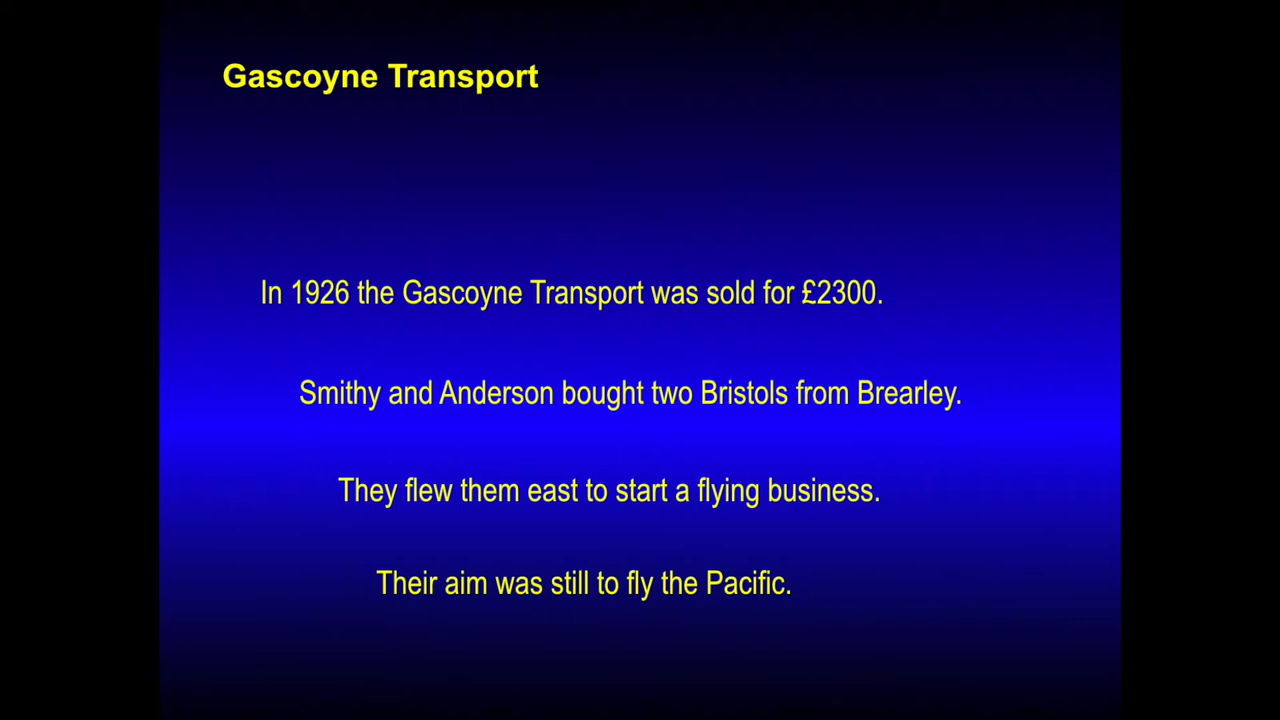 Gascoyne Transport
In 1926 the Gascoyne Transport was sold for £2300.
Smithy and Anderson bought two Bristols from Brearley.
They flew them east to start a flying business.
Their aim was still to fly the Pacific.